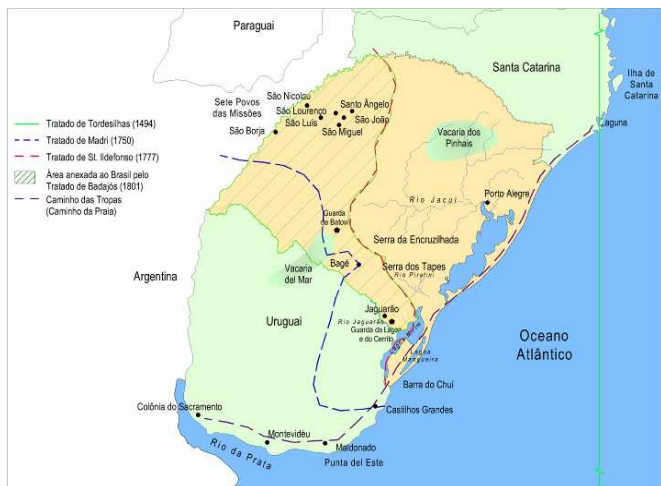 Paraguai
Santa Catarina
Ilha de
Santa Catarina
Laguna
Tratado de Tordesilhas (1494)
Tratado de Madri (1750)
Tratado de St. Ildefonso (1777)
Área anexada ao Brasil pelo
Tratado de Badajós (1801)
Caminho das Tropas
(Caminho da Praia)
Sete Povos
das Missões
São Nicolau
São Lourenço
São Luís
Santo Ângelo
São João
São Miguel
São Borja
Vacaria dos
Pinhais
Porto Alegre
Rio Jacuí
Guarda
de Batovi
Serra da Encruzilhada
Bagé
Serra dos Tapes
Rio Piratini
Vacaria
del Mar
Argentina
Uruguai
Jaguarão
Rio Jaguarão
Guarda da Lagoa
e do Cerrito
Lagoa Mirim
Lagoa
Mangueira
Oceano
Atlântico
Barra do Chuí
Castilhos Grandes
Colônia do Sacramento
Montevidéu
Maldonado
Punta del Este
Rio da Prata